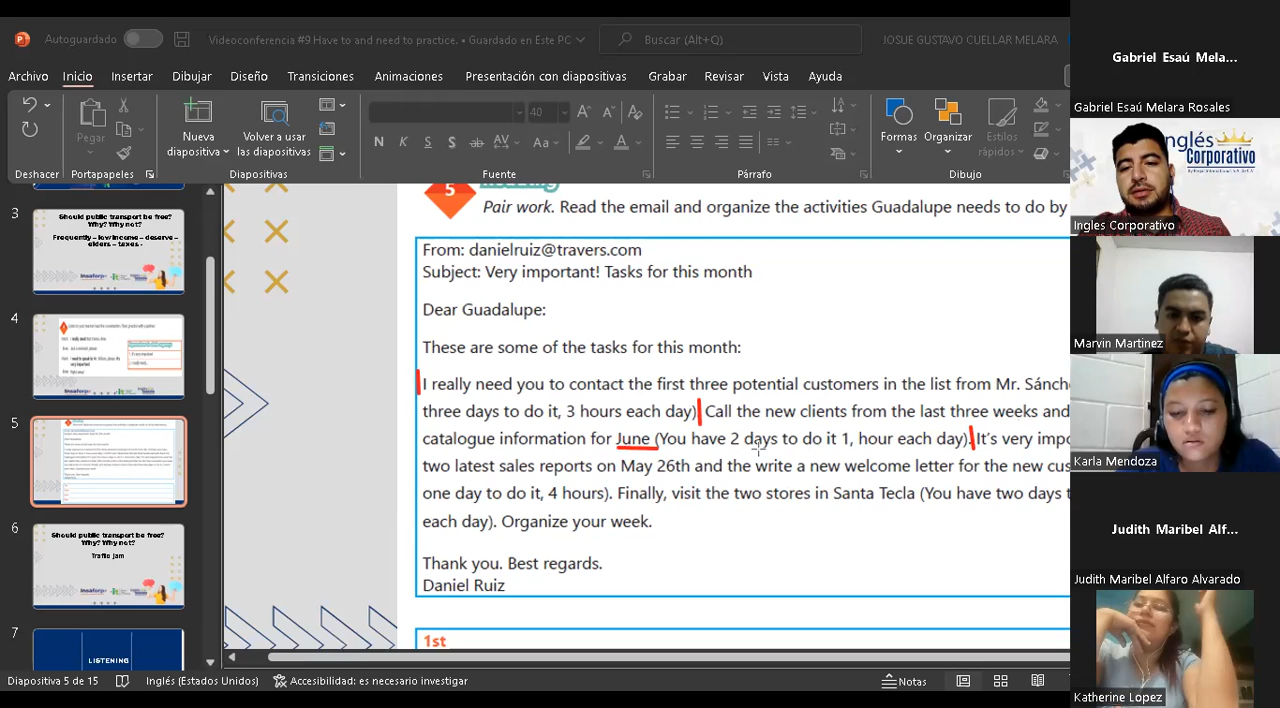 Autoguardado
Videoconferencia #9 Have to and need to practice. • Guardado en Este PC
Buscar (Alt+Q)
IOSUE GUSTAVO CUELLAR MELARA
Archivo Inicio Insertar Dibujar Diseño Transiciones Animaciones Presentación con diapositivas Grabar Revisar Vista Ayuda
Pegar
Nueva diapositiva
Volver a usar las diapositivas
40
N K S S ab AV Aa A
Formas Organizar Estilos rápidos
Deshacer Portapapeles Diapositivas Fuente Párrafo Dibujo
3
Should public transport be free?
Why? Why not?
Frequently – low income – deserve –
elders – taxes -
4
5
6
Should public transport be free?
Why? Why not?
Traffic jam
7
LISTENING
5
Pair work. Read the email and organize the activities Guadalupe needs to do by
From: danielruiz@travers.com
Subject: Very important! Tasks for this month
Dear Guadalupe:
These are some of the tasks for this month:
I really need you to contact the first three potential customers in the list from Mr. Sánche
three days to do it, 3 hours each day). Call the new clients from the last three weeks and
catalogue information for June (You have 2 days to do it 1, hour each day). It's very impo
two latest sales reports on May 26th and the write a new welcome letter for the new cus
one day to do it, 4 hours). Finally, visit the two stores in Santa Tecla (You have two days t
each day). Organize your week.
Thank you. Best regards.
Daniel Ruiz
1st
Diapositiva 5 de 15 Inglés (Estados Unidos) Accesibilidad: es necesario investigar Notas
Gabriel Esaú Mela...
Gabriel Esaú Melara Rosales
Inglés
Corporativo
Ingles Corporativo
Marvin Martinez
Karla Mendoza
Judith Maribel Alf...
Judith Maribel Alfaro Alvarado
Katherine Lopez